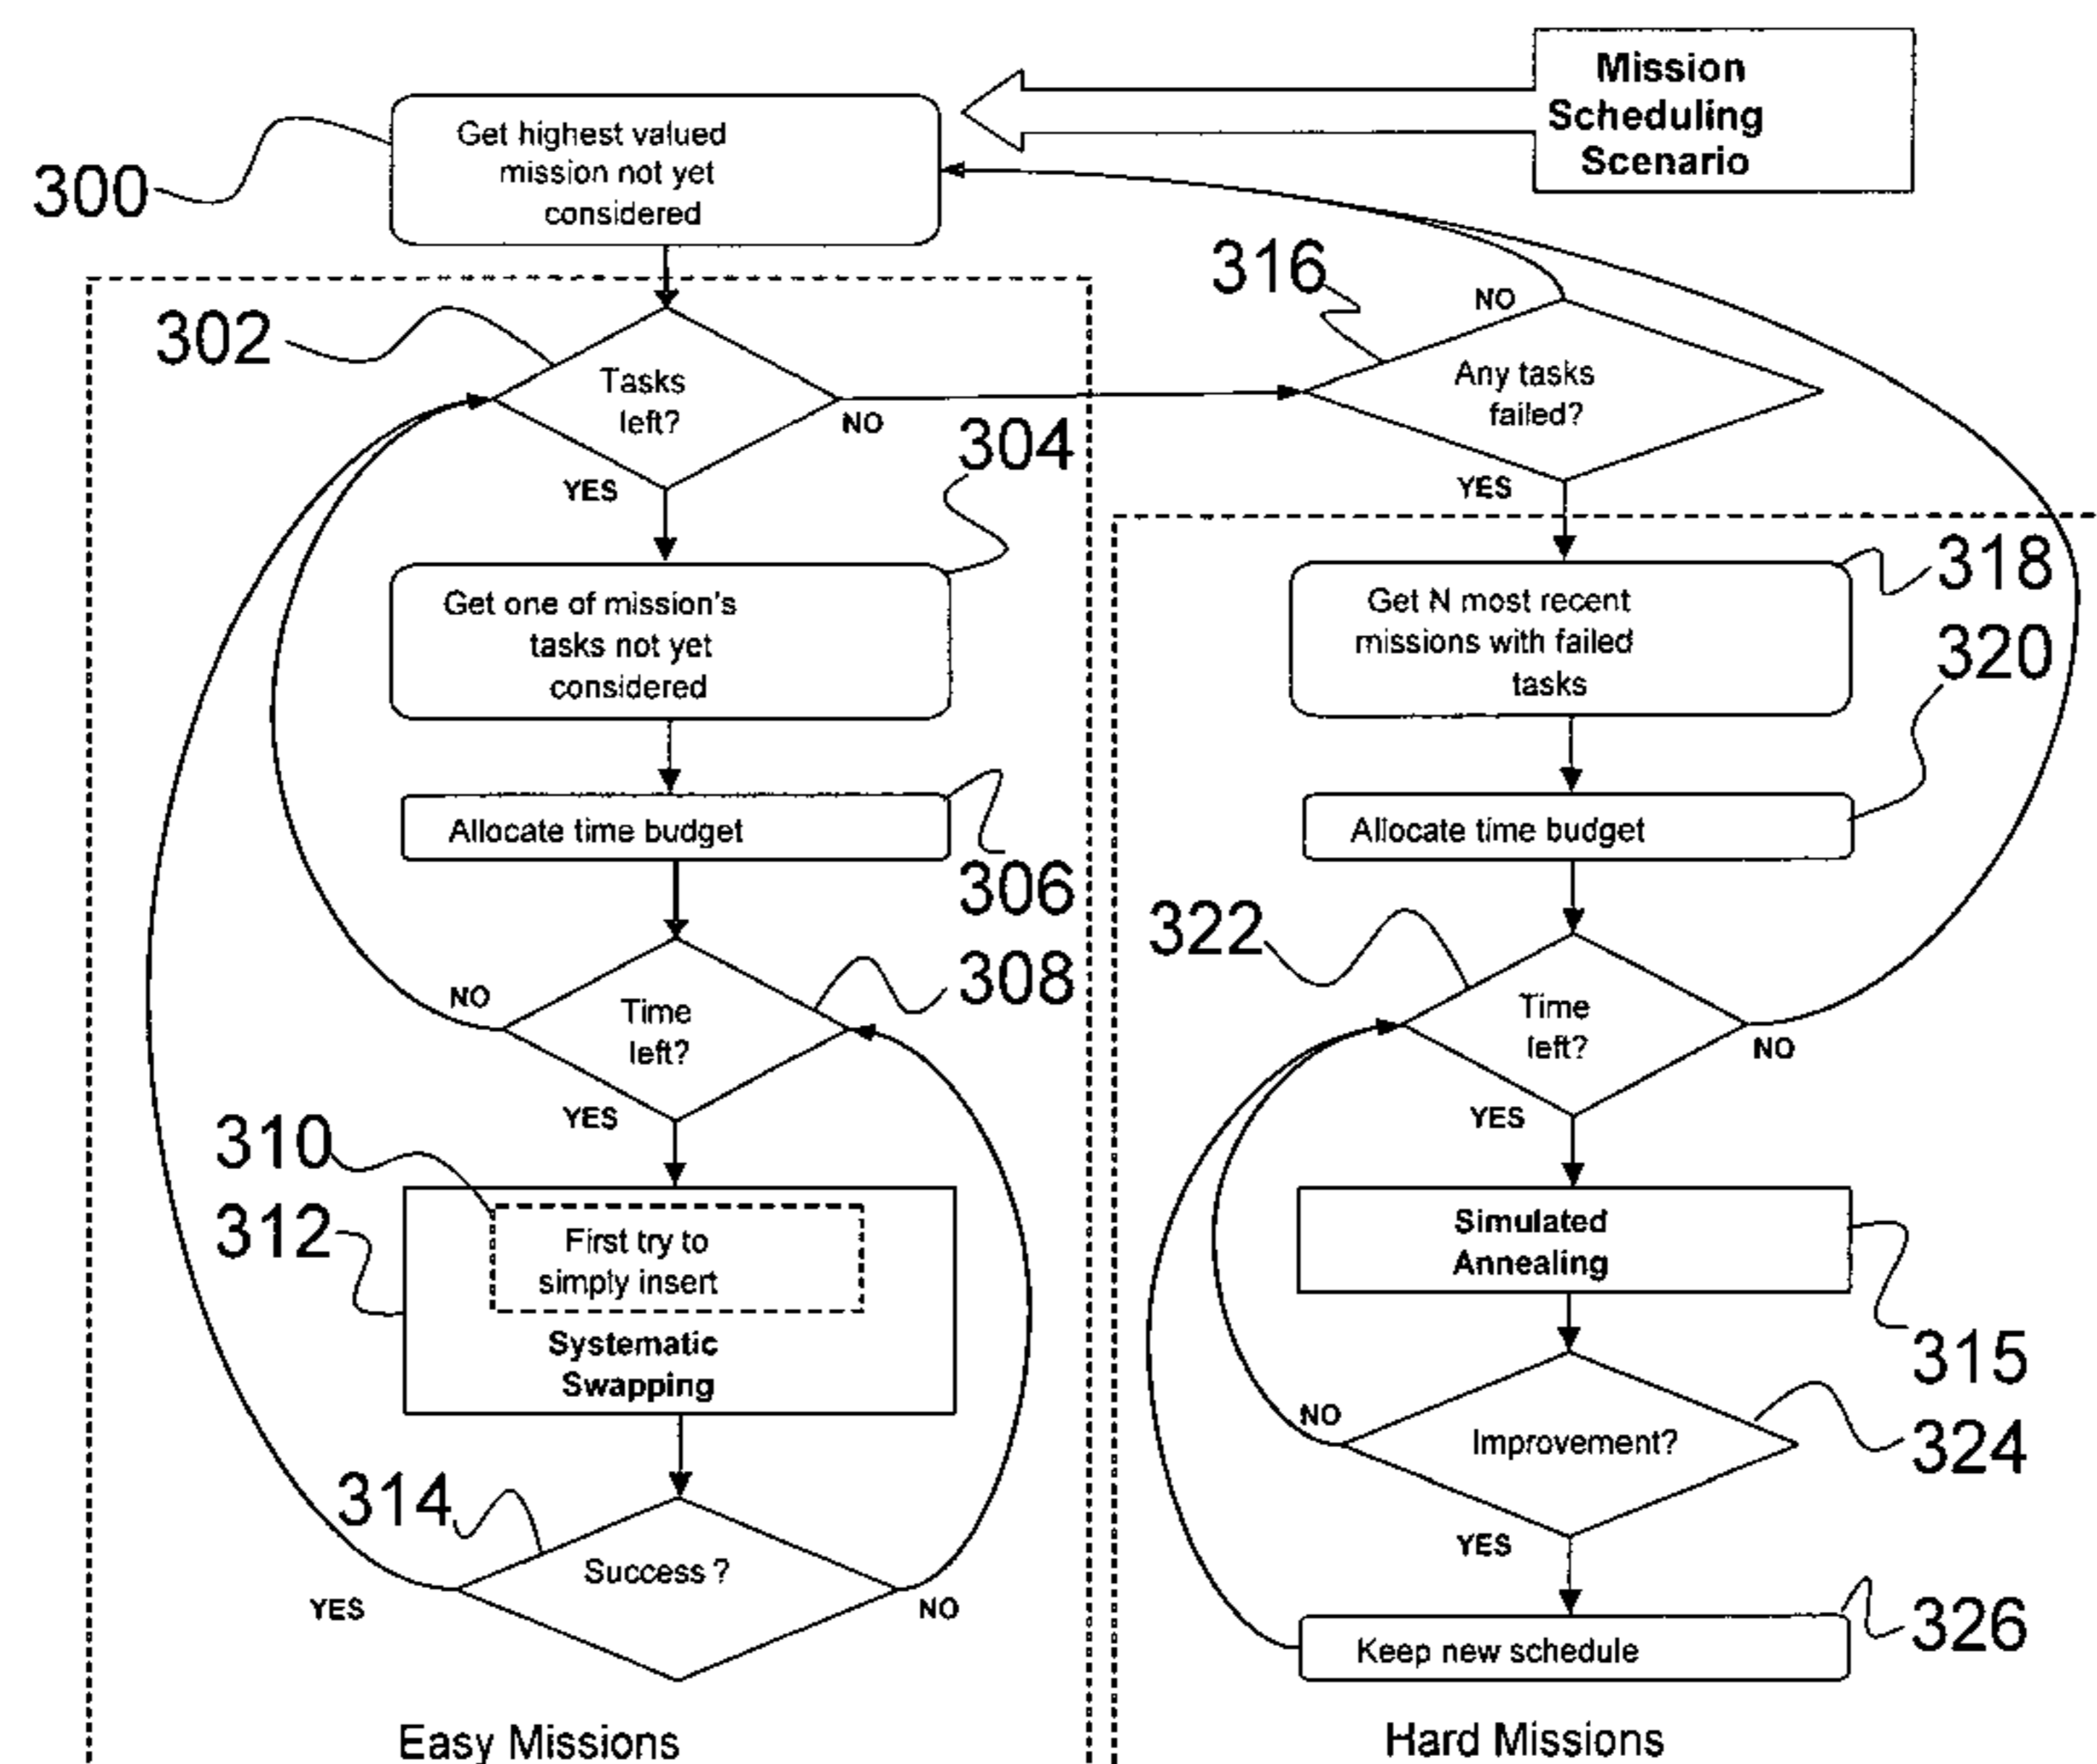 Mission
Scheduling
Scenario
300
Get highest valued
mission not yet
considered
302
Tasks
left?
NO
YES
304
Get one of mission's
tasks not yet
considered
Allocate time budget
306
308
Time
left?
NO
YES
310
312
First try to
simply insert
Systematic
Swapping
314
Success ?
YES
NO
Easy Missions
316
NO
Any tasks
failed?
YES
318
Get N most recent
missions with failed
tasks
320
Allocate time budget
322
Time
left?
NO
YES
Simulated
Annealing
315
NO
Improvement?
324
YES
Keep new schedule
326
Hard Missions